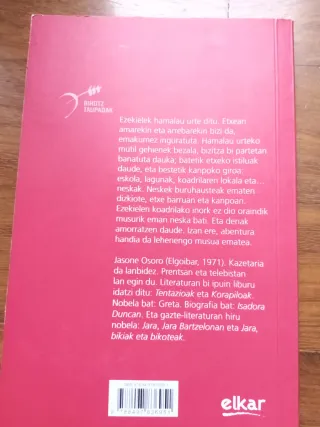 BIHOTZ
TAUPADAK
Ezekielek hamalau urte ditu. Etxean
amarekin eta arrebarekin bizi da,
emakumez inguratuta. Hamalau urteko
mutil gehienek bezala, bizitza bi partetan
banatuta dauka; batetik etxeko istiluak
daude, eta bestetik kanpoko giroa:
eskola, lagunak, koadrilaren lokala eta...
neskak. Neskek buruhausteak ematen
dizkiote, etxe barruan eta kanpoan.
Ezekielen koadrilako inork ez dio oraindik
musurik eman neska bati. Eta denak
amorratzen daude. Izan ere, abentura
handia da lehenengo musua ematea.
Jasone Osoro (Elgoibar, 1971). Kazetaria
da lanbidez. Prentsan eta telebistan
lan egin du. Literaturan bi ipuin liburu
idatzi ditu: Tentazioak eta Korapiloak.
Nobela bat: Greta. Biografia bat: Isadora
Duncan. Eta gazte-literaturan hiru
nobela: Jara, Jara Bartzelonan eta Jara,
bikiak eta bikoteak.
elkar